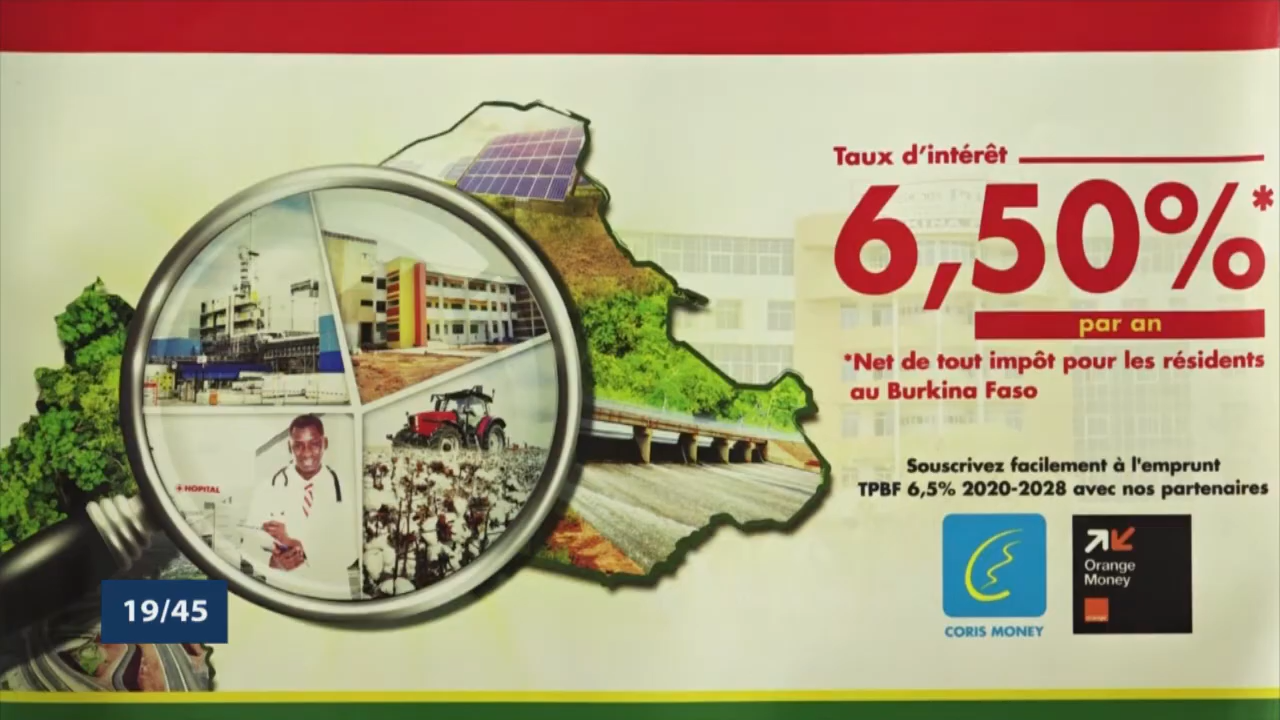 Taux d'intérêt
6,50%*
par an
*Net de tout impôt pour les résidents
au Burkina Faso
Souscrivez facilement à l'emprunt
TPBF 6,5% 2020-2028 avec nos partenaires
Orange
Money
orange
CORIS MONEY
HOPITAL
19/45